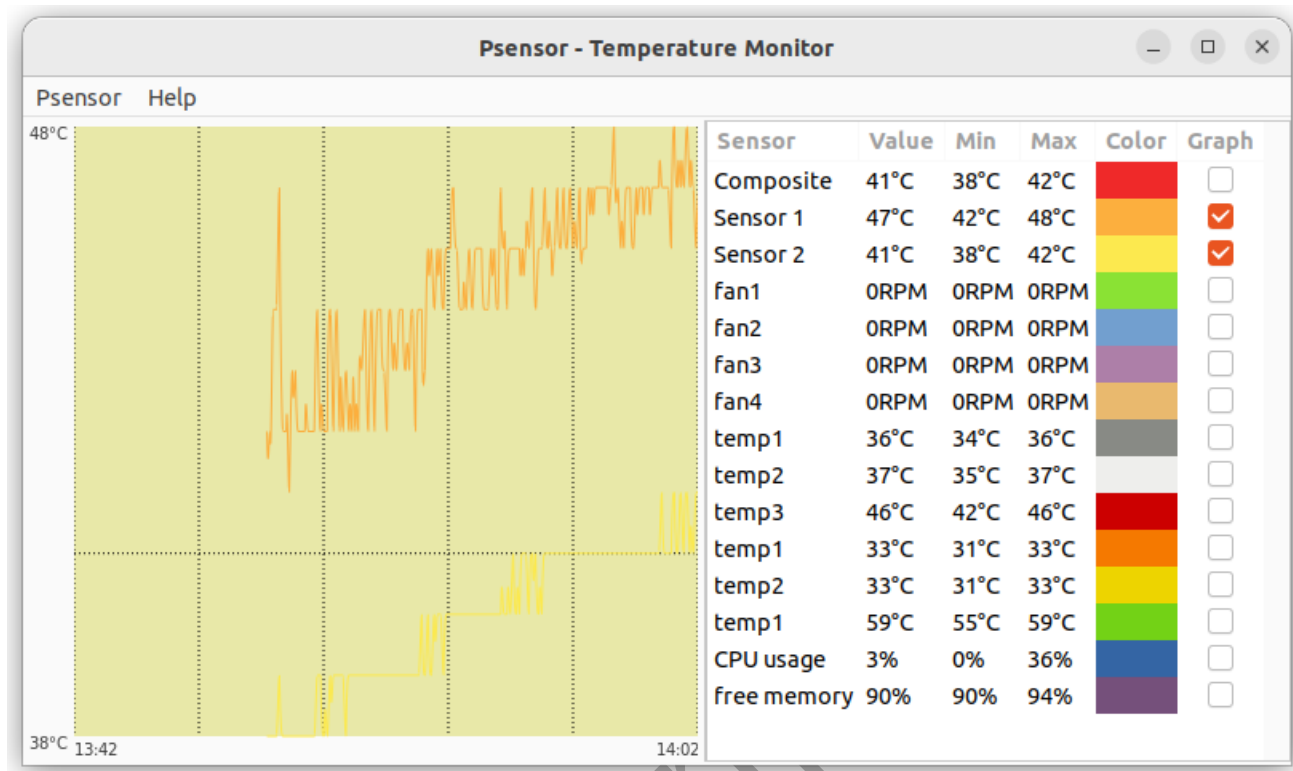 Psensor - Temperature Monitor
Psensor Help
48°C
38°C
13:42 14:02
Sensor Value Min Max Color Graph
Composite 41°C 38°C 42°C
Sensor 1 47°C 42°C 48°C
Sensor 2 41°C 38°C 42°C
fan1 0RPM 0RPM 0RPM
fan2 0RPM 0RPM 0RPM
fan3 0RPM 0RPM 0RPM
fan4 0RPM 0RPM 0RPM
temp1 36°C 34°C 36°C
temp2 37°C 35°C 37°C
temp3 46°C 42°C 46°C
temp1 33°C 31°C 33°C
temp2 33°C 31°C 33°C
temp1 59°C 55°C 59°C
CPU usage 3% 0% 36%
free memory 90% 90% 94%